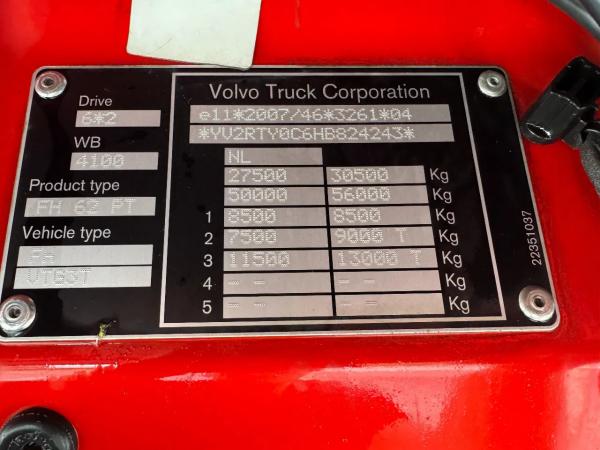 Volvo Truck Corporation
Drive
6*2
WB
4100
Product type
FH 62 PT
Vehicle type
FH
VTB3T
e11*2007/46*3261*04
*YV2RTY0C6HB824243*
NL
27500 30500 Kg
50000 56000 Kg
1 8500 8500 Kg
2 7500 9000 T Kg
3 11500 13000 T Kg
4 -- -- Kg
5 -- -- Kg
22351037